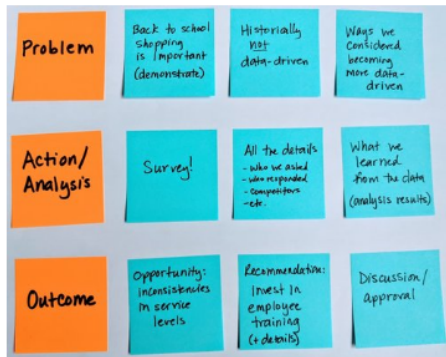 Problem
Back to school
shopping
is important
(demonstrate)
Historically
not
data-driven
Ways we
considered
becoming
more data-
driven
Action/
Analysis
Survey!
All the details
- Who we asked
- who responded
- competitors
- etc.
What we
learned
from the data
(analysis results)
Outcome
Opportunity:
inconsistencies
in service
levels
Recommendation:
Invest in
employee
training
(+ details)
Discussion/
approval